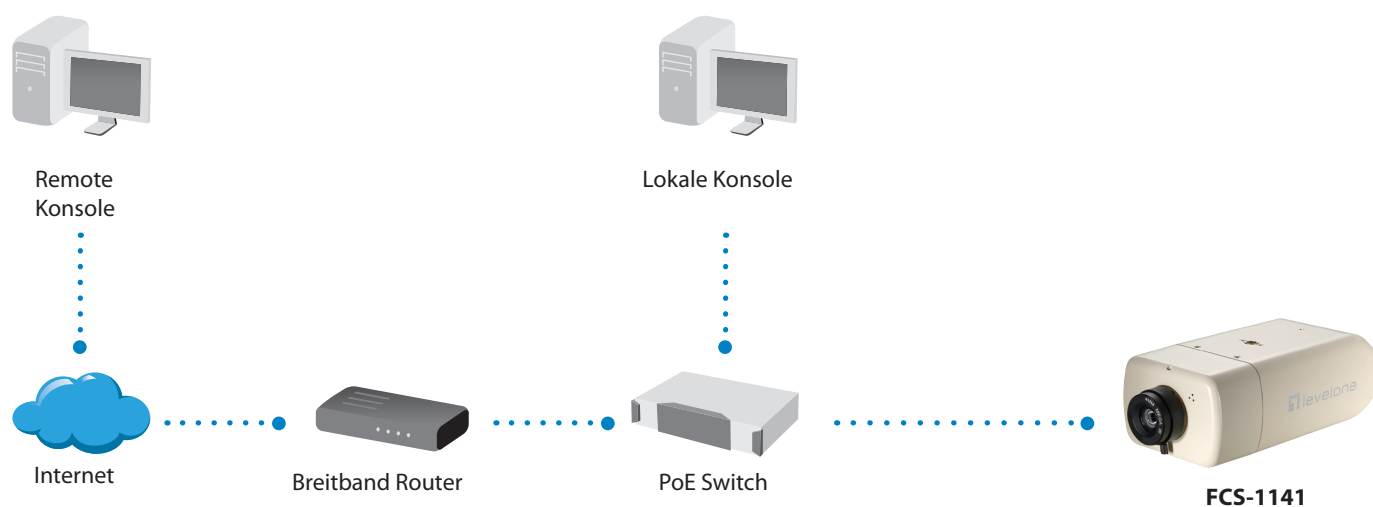 Remote
Konsole
Lokale Konsole
levelone
Internet
Breitband Router
PoE Switch
FCS-1141